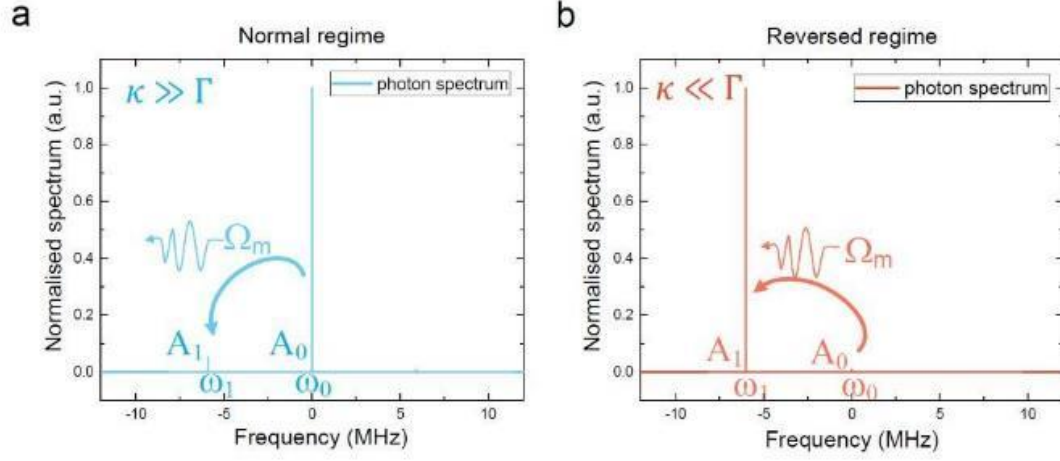 a
Normal regime
κ ≫ Γ
photon spectrum
Normalised spectrum (a.u.)
1.0
0.8
0.6
0.4
0.2
0.0
Ωm
A1
A0
ω1
ω0
-10
-5
0
5
10
Frequency (MHz)
b
Reversed regime
κ ≪ Γ
photon spectrum
Normalised spectrum (a.u.)
1.0
0.8
0.6
0.4
0.2
0.0
Ωm
A1
A0
ω1
ω0
-10
-5
0
5
10
Frequency (MHz)